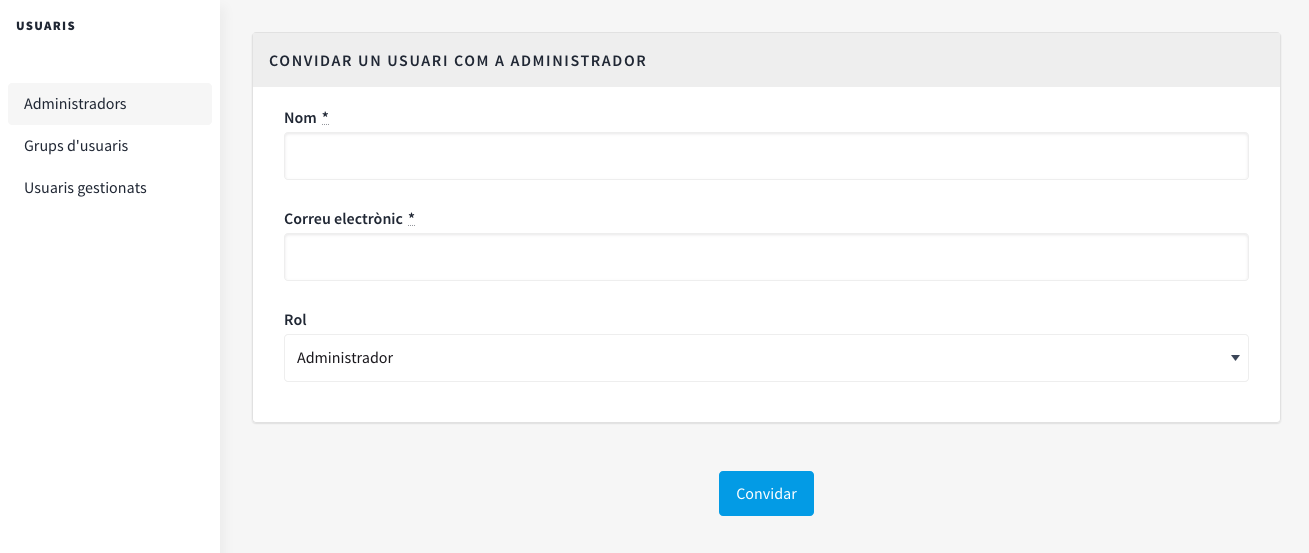 USUARIS
Administradors
Grups d'usuaris
Usuaris gestionats
CONVIDAR UN USUARI COM A ADMINISTRADOR
Nom *
Correu electrònic *
Rol
Administrador
Convidar